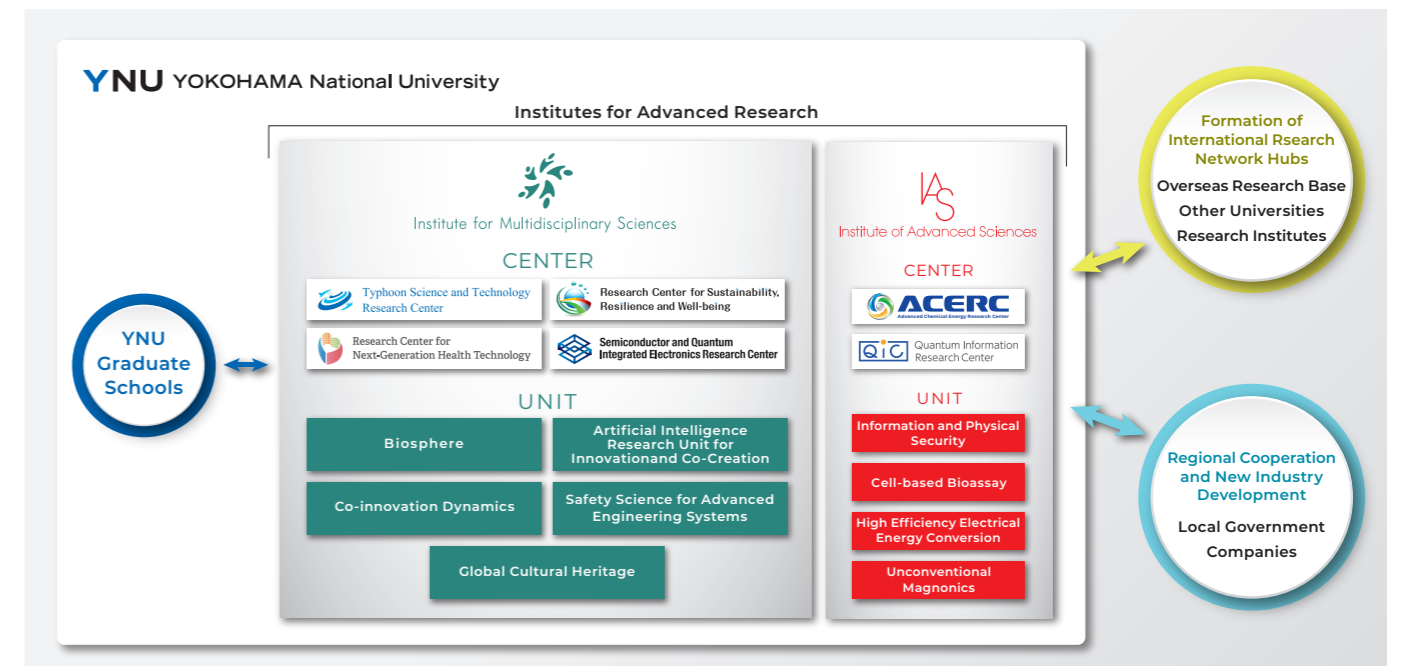 YNU YOKOHAMA National University
Institutes for Advanced Research
Institute for Multidisciplinary Sciences
CENTER
Typhoon Science and Technology
Research Center
Research Center for Sustainability,
Resilience and Well-being
Research Center for
Next-Generation Health Technology
Semiconductor and Quantum
Integrated Electronics Research Center
UNIT
Biosphere
Artificial Intelligence
Research Unit for
Innovationand Co-Creation
Co-innovation Dynamics
Safety Science for Advanced
Engineering Systems
Global Cultural Heritage
IAS
Institute of Advanced Sciences
CENTER
ACERC
Advanced Chemical Energy Research Center
QIC
Quantum Information
Research Center
UNIT
Information and Physical
Security
Cell-based Bioassay
High Efficiency Electrical
Energy Conversion
Unconventional
Magnonics
YNU
Graduate
Schools
Formation of
International Rsearch
Network Hubs
Overseas Research Base
Other Universities
Research Institutes
Regional Cooperation
and New Industry
Development
Local Government
Companies